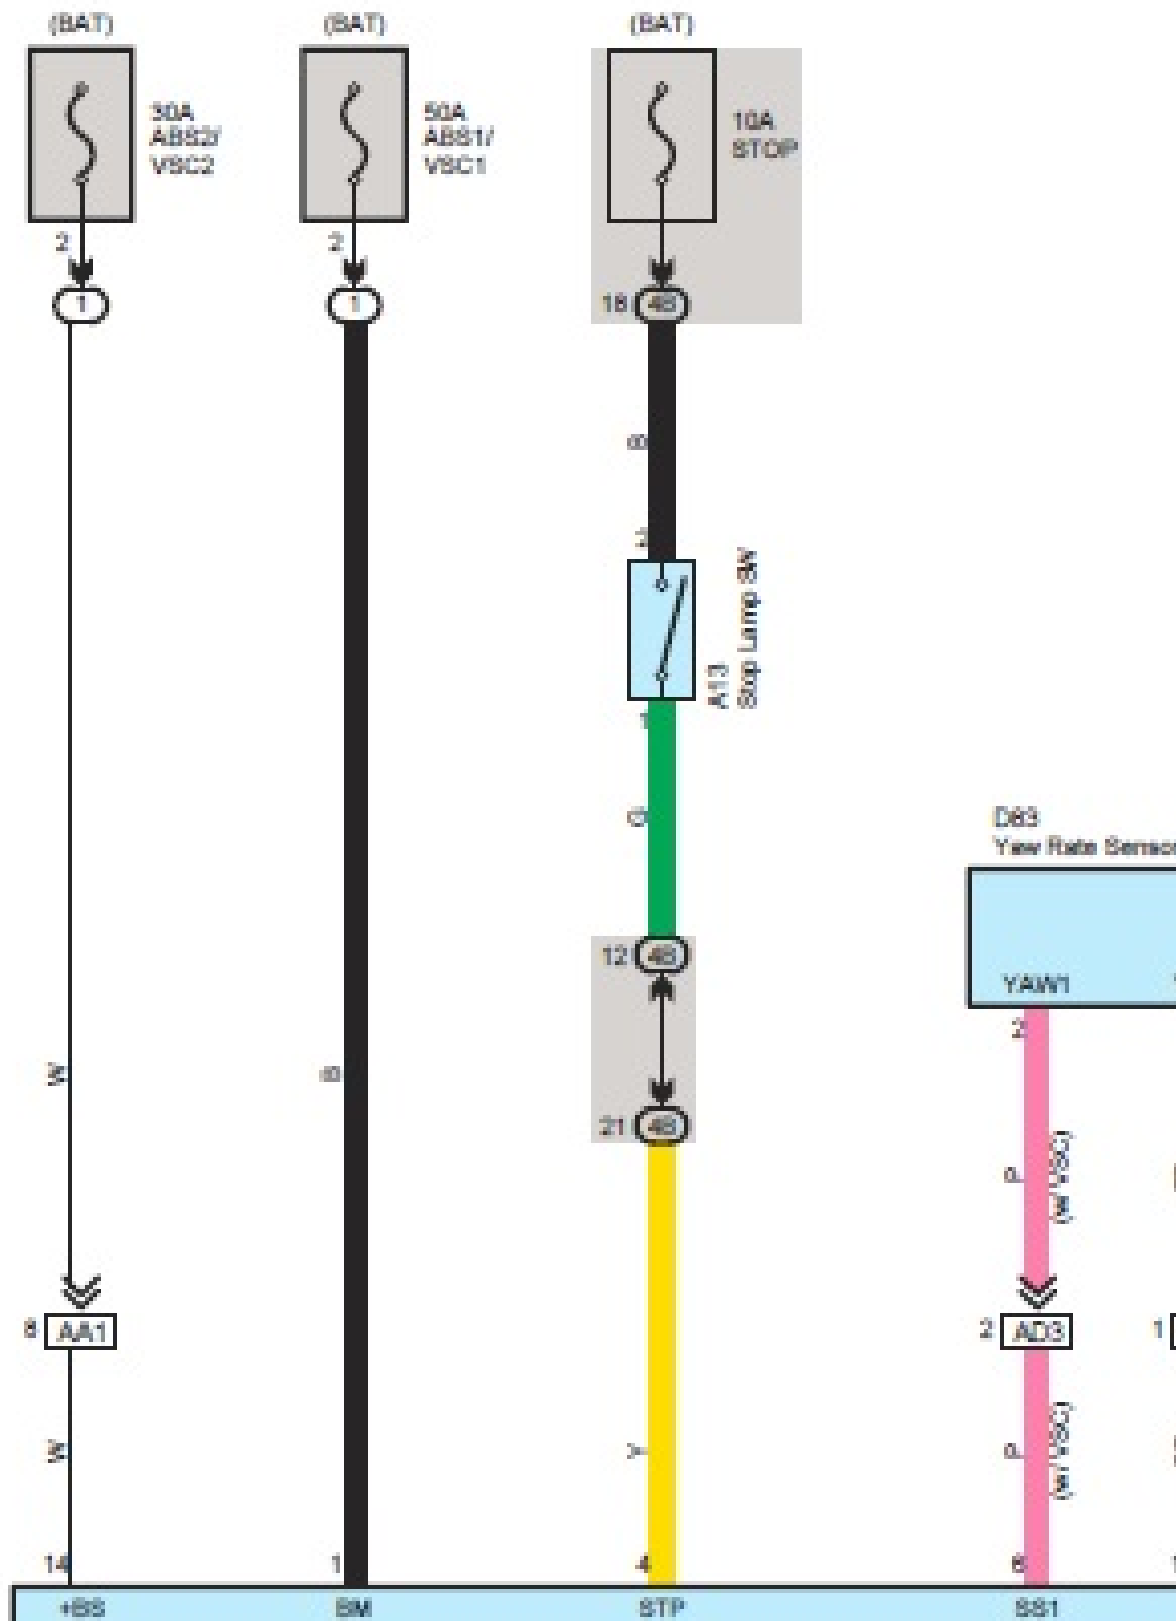 (BAT)
(BAT)
(BAT)
30A
ABS2/
VSC2
50A
ABS1/
VSC1
10A
STOP
2
2
1
1
18
4B
B
2
A13
Stop Lamp SW
1
G
D83
Yaw Rate Sensor
12
4B
YAW1
2
W
B
21
4B
P
(w/ VSC)
8
AA1
2
AD3
1
W
Y
P
(w/ VSC)
14
1
4
6
+BS
BM
STP
SS1